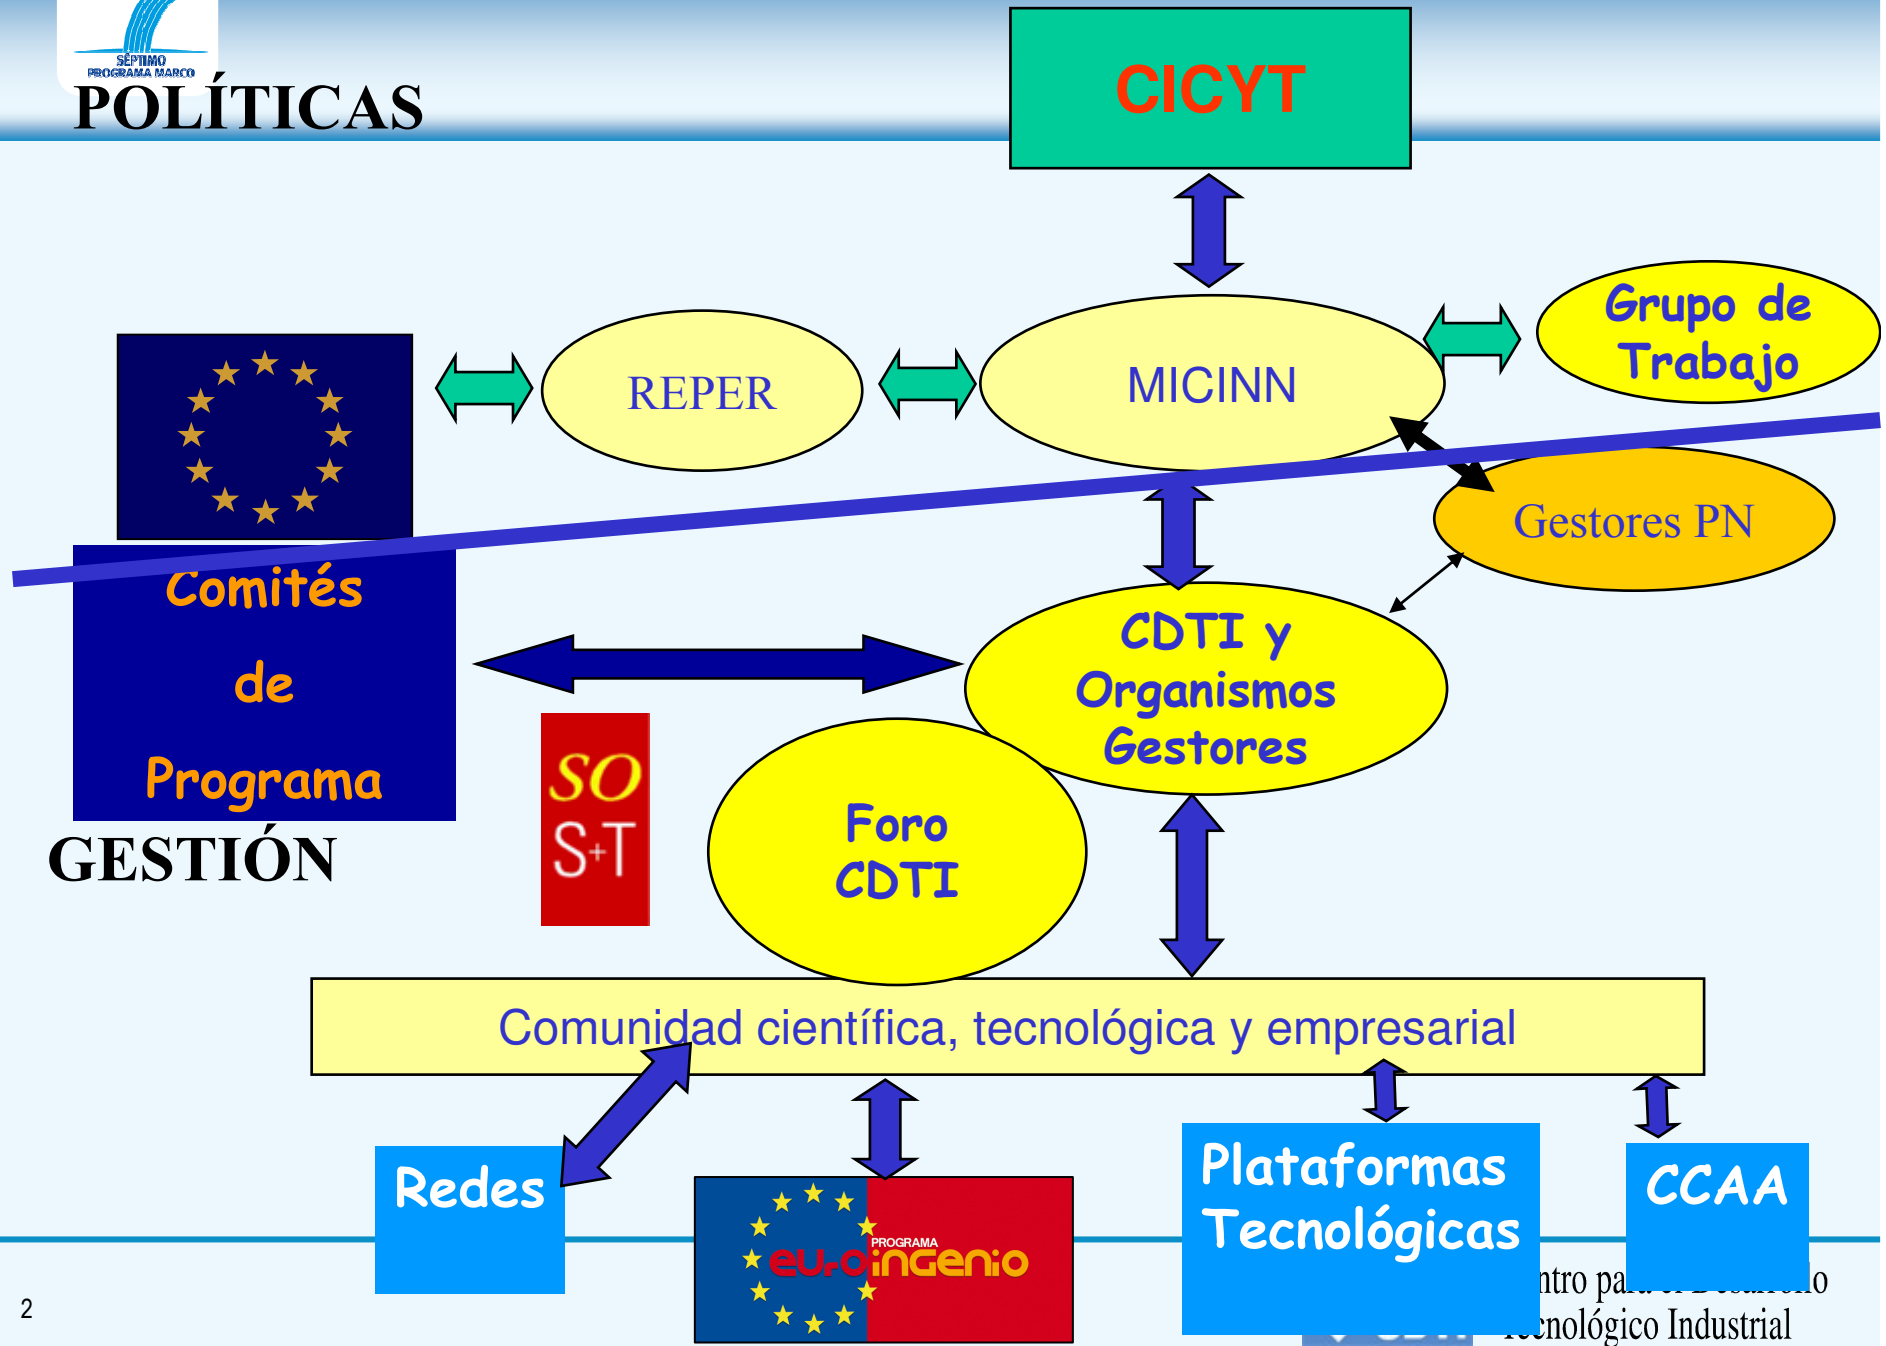 SÉPTIMO
PROGRAMA MARCO
POLÍTICAS
CICYT
Grupo de
Trabajo
REPER
MICINN
Gestores PN
Comités
de
Programa
CDTI y
Organismos
Gestores
SO
S+T
Foro
CDTI
GESTIÓN
Comunidad científica, tecnológica y empresarial
Redes
PROGRAMA
euroingenio
Plataformas
Tecnológicas
CCAA
Industrial
2